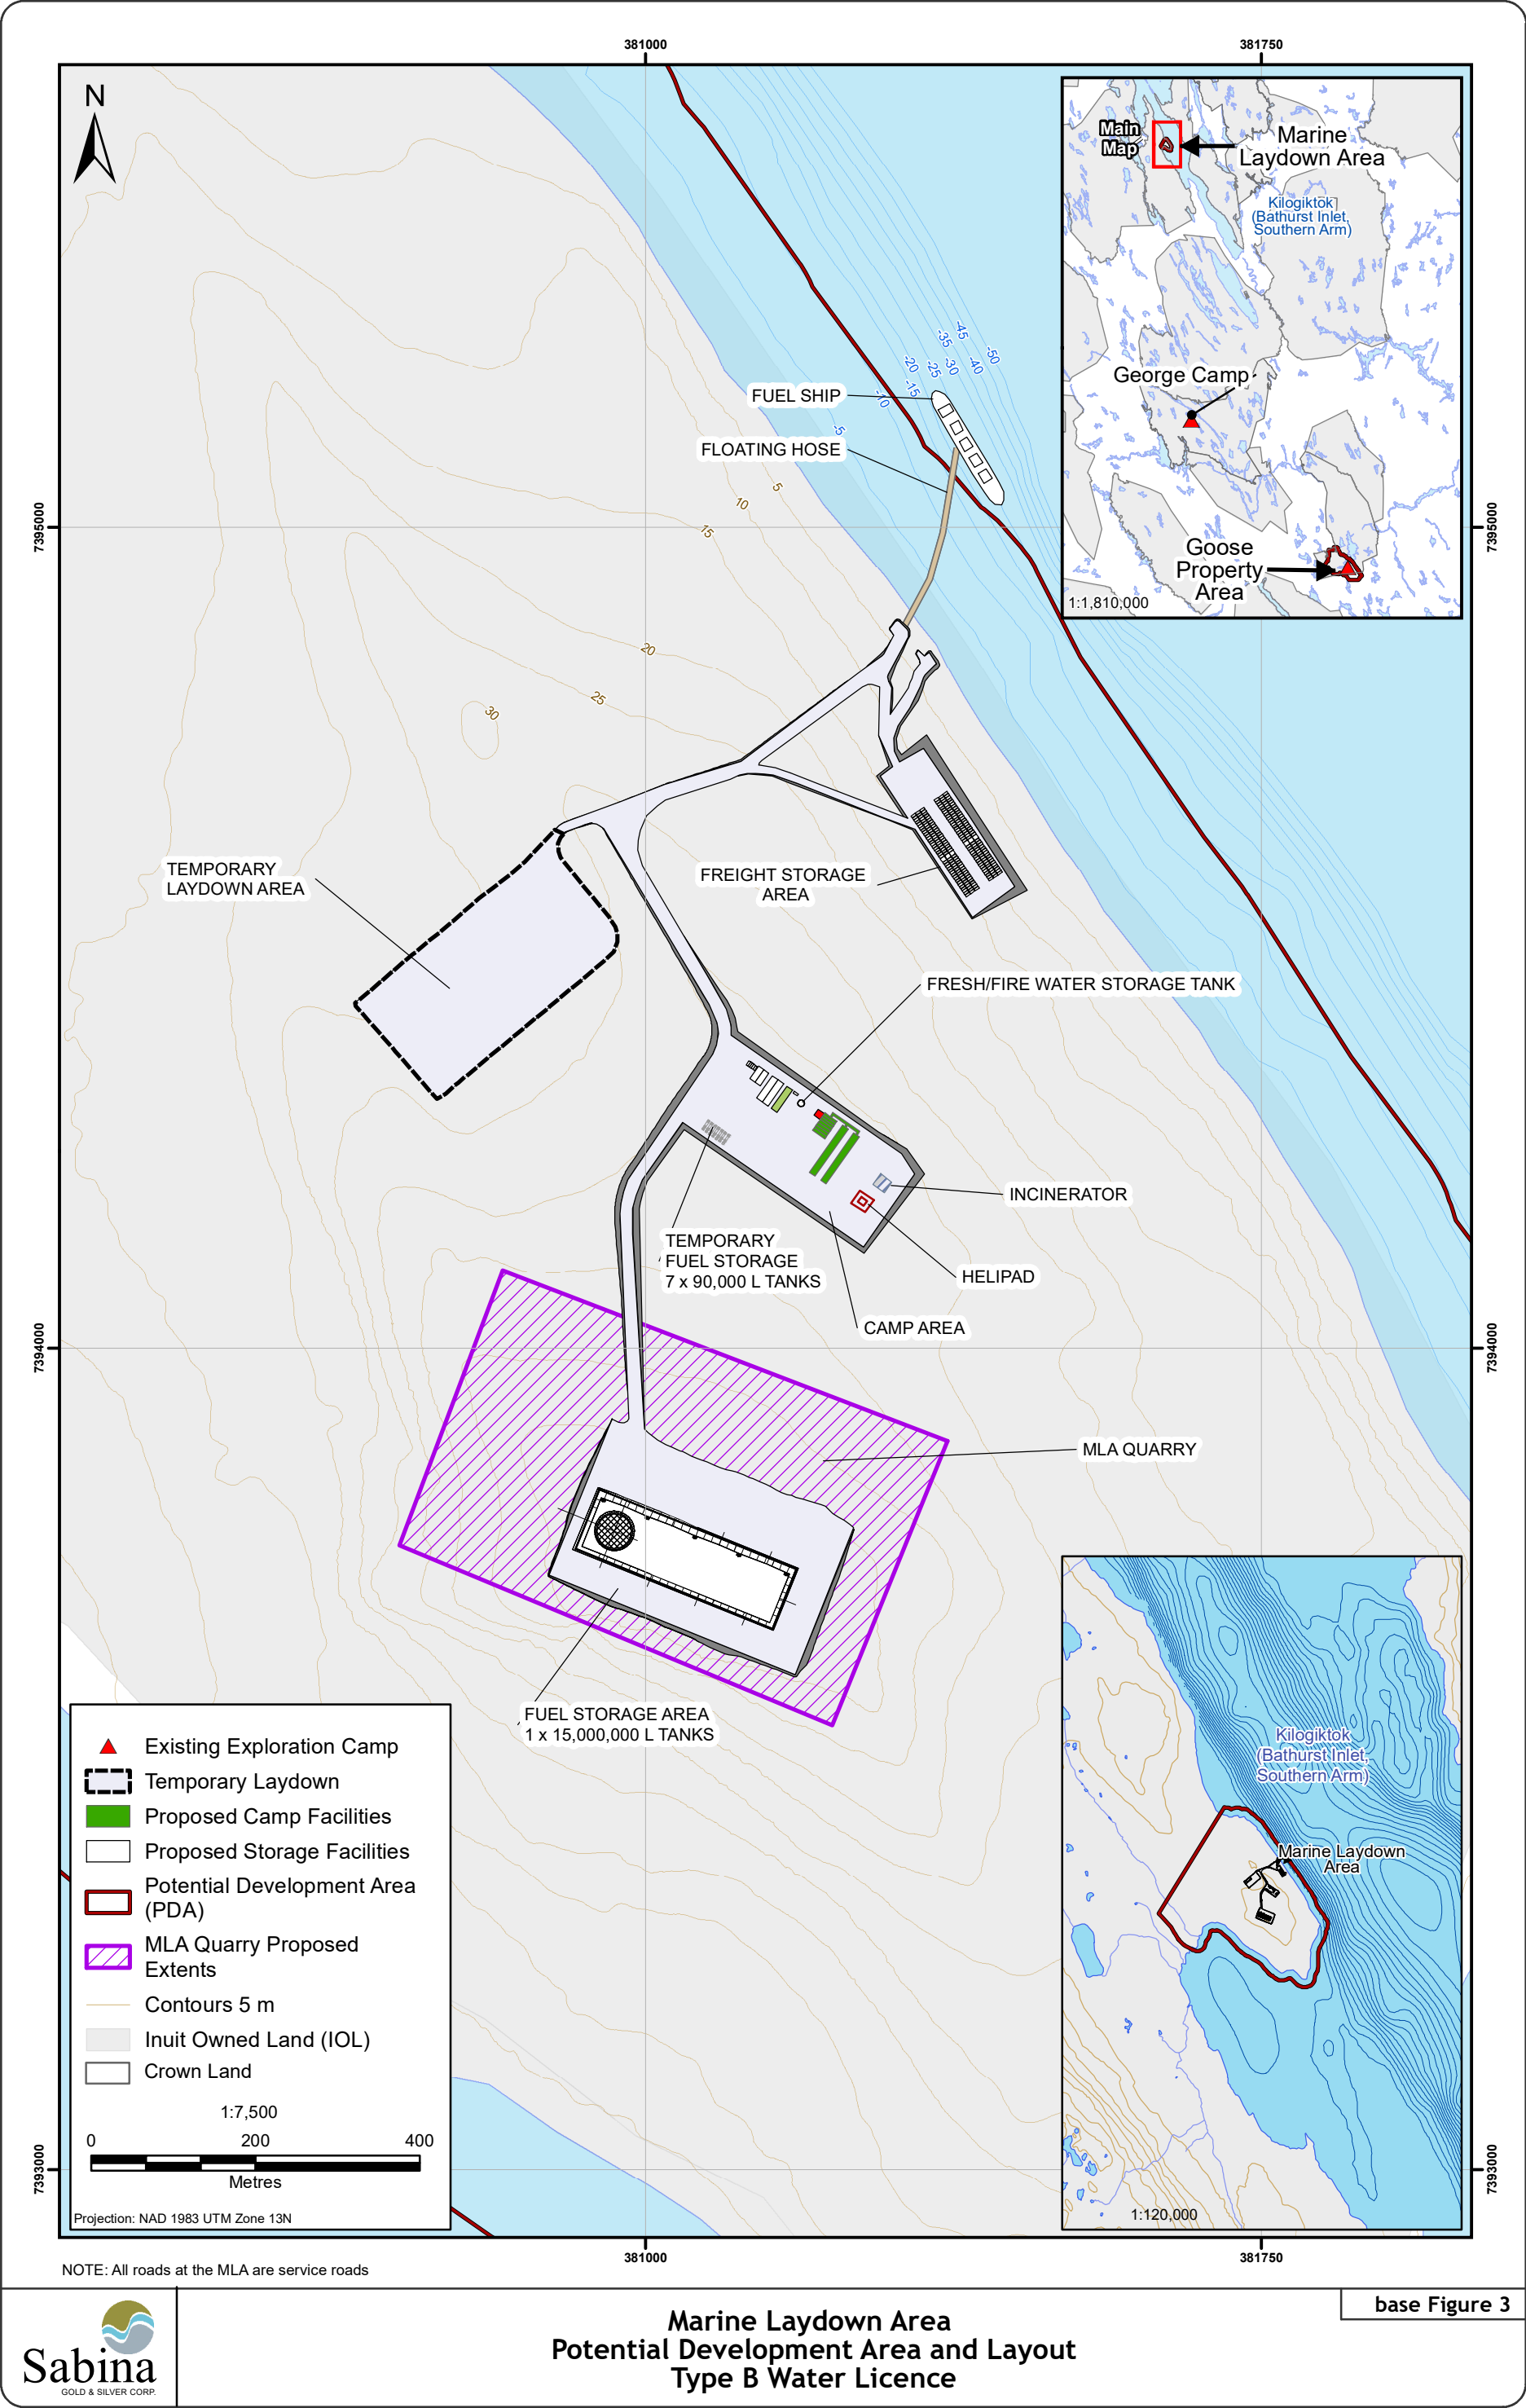 381000
381750
N
Main
Map
Marine
Laydown Area
Kilogiktok
(Bathurst Inlet,
Southern Arm)
George Camp
Goose
Property
Area
1:1,810,000
-45
-35
-50
-20
-25
-30
-40
-15
-10
-5
FUEL SHIP
FLOATING HOSE
5
10
15
20
25
30
7395000
7395000
TEMPORARY
LAYDOWN AREA
FREIGHT STORAGE
AREA
FRESH/FIRE WATER STORAGE TANK
INCINERATOR
TEMPORARY
FUEL STORAGE
7 x 90,000 L TANKS
HELIPAD
CAMP AREA
7394000
7394000
MLA QUARRY
FUEL STORAGE AREA
1 x 15,000,000 L TANKS
Existing Exploration Camp
Temporary Laydown
Proposed Camp Facilities
Proposed Storage Facilities
Potential Development Area
(PDA)
MLA Quarry Proposed
Extents
Contours 5 m
Inuit Owned Land (IOL)
Crown Land
1:7,500
0 200 400
Metres
Projection: NAD 1983 UTM Zone 13N
Kilogiktok
(Bathurst Inlet,
Southern Arm)
Marine Laydown
Area
1:120,000
7393000
7393000
381000
381750
NOTE: All roads at the MLA are service roads
base Figure 3
Sabina
GOLD & SILVER CORP.
Marine Laydown Area
Potential Development Area and Layout
Type B Water Licence